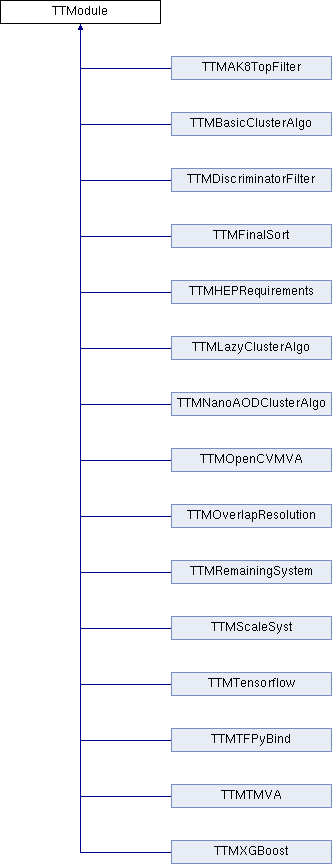 TTModule
TTMAK8TopFilter
TTMBasicClusterAlgo
TTMDiscriminatorFilter
TTMFinalSort
TTMHEPRequirements
TTMLazyClusterAlgo
TTMNanoAODClusterAlgo
TTMOpenCVMVA
TTMOverlapResolution
TTMRemainingSystem
TTMScaleSyst
TTMTensorflow
TTMTFPyBind
TTMTMVA
TTMXGBoost